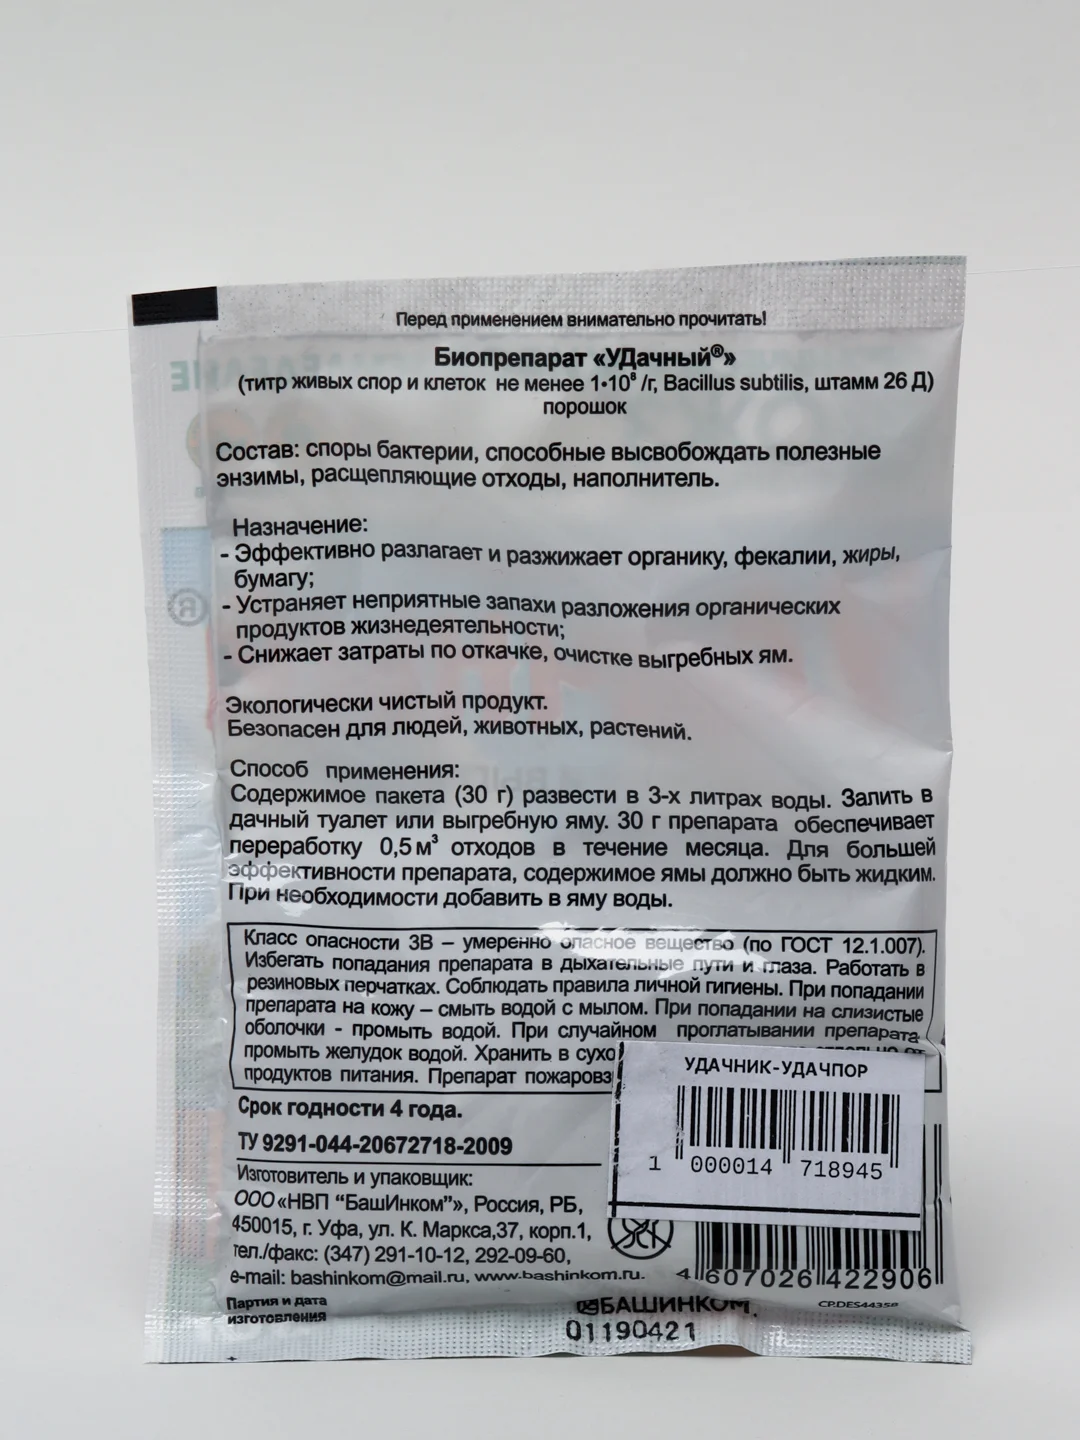 Перед применением внимательно прочитать!
Биопрепарат «УДачный®»
(титр живых спор и клеток не менее 1•10⁸ /г, Bacillus subtilis, штамм 26 Д)
порошок
Состав: споры бактерии, способные высвобождать полезные
энзимы, расщепляющие отходы, наполнитель.
Назначение:
- Эффективно разлагает и разжижает органику, фекалии, жиры,
бумагу;
- Устраняет неприятные запахи разложения органических
продуктов жизнедеятельности;
- Снижает затраты по откачке, очистке выгребных ям.
Экологически чистый продукт.
Безопасен для людей, животных, растений.
Способ применения:
Содержимое пакета (30 г) развести в 3-х литрах воды. Залить в
дачный туалет или выгребную яму. 30 г препарата обеспечивает
переработку 0,5 м³ отходов в течение месяца. Для большей
эффективности препарата, содержимое ямы должно быть жидким.
При необходимости добавить в яму воды.
Класс опасности 3В – умеренно опасное вещество (по ГОСТ 12.1.007).
Избегать попадания препарата в дыхательные пути и глаза. Работать в
резиновых перчатках. Соблюдать правила личной гигиены. При попадании
препарата на кожу – смыть водой с мылом. При попадании на слизистые
оболочки - промыть водой. При случайном проглатывании препарата
промыть желудок водой. Хранить в сухо отдельно от
продуктов питания. Препарат пожаровз
Срок годности 4 года.
ТУ 9291-044-20672718-2009
Изготовитель и упаковщик:
ООО «НВП "БашИнком"», Россия, РБ,
450015, г. Уфа, ул. К. Маркса,37, корп.1,
тел./факс: (347) 291-10-12, 292-09-60,
e-mail: bashinkom@mail.ru, www.bashinkom.ru.
Партия и дата
изготовления
УДАЧНИК-УДАЧПОР
1 000014 718945
4 607026 422906
БАШИНКОМ
01190421